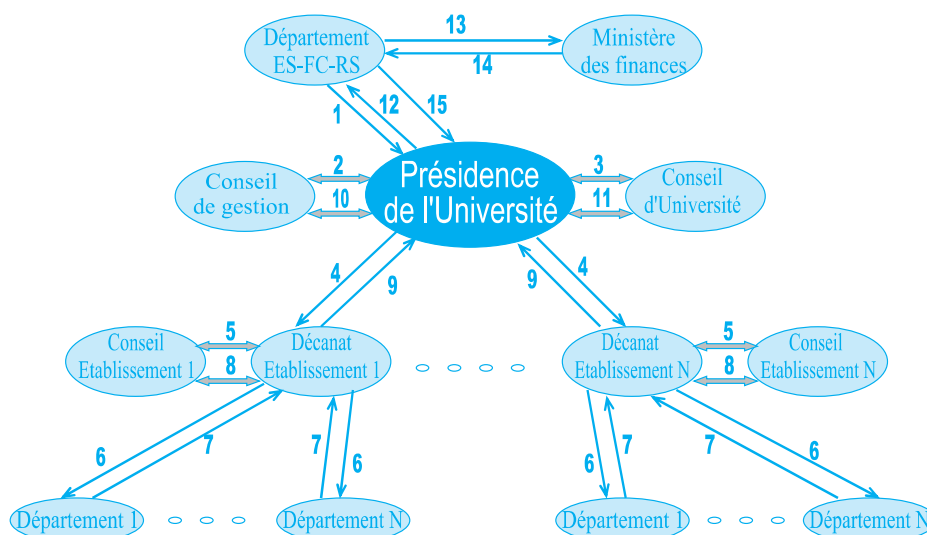 13
Département
ES-FC-RS
Ministère
des finances
14
1
12
15
2
3
Conseil
de gestion
Présidence
de l'Université
Conseil
d'Université
10
11
4
9
9
4
5
5
Conseil
Etablissement 1
Décanat
Etablissement 1
Décanat
Etablissement N
Conseil
Etablissement N
8
8
6
7
7
6
6
7
7
6
Département 1
Département N
Département 1
Département N